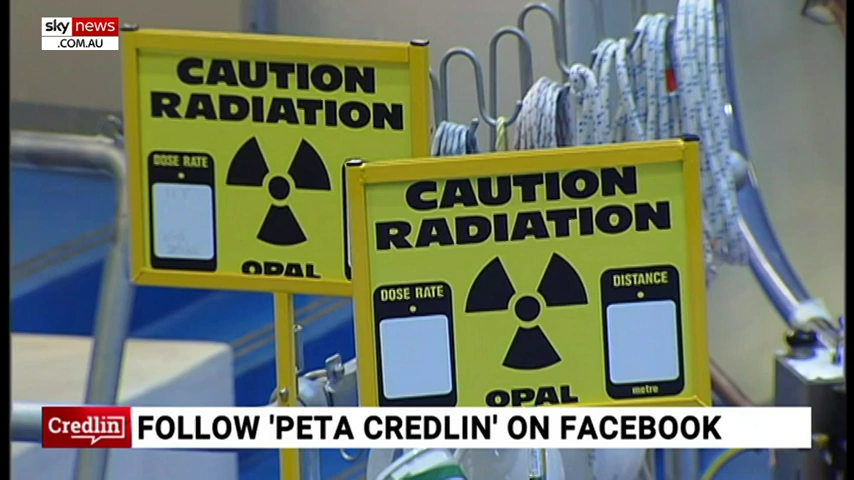 sky news
.COM.AU
CAUTION
RADIATION
DOSE RATE
OPAL
CAUTION
RADIATION
DOSE RATE
DISTANCE
OPAL
metro
Credlin
FOLLOW 'PETA CREDLIN' ON FACEBOOK